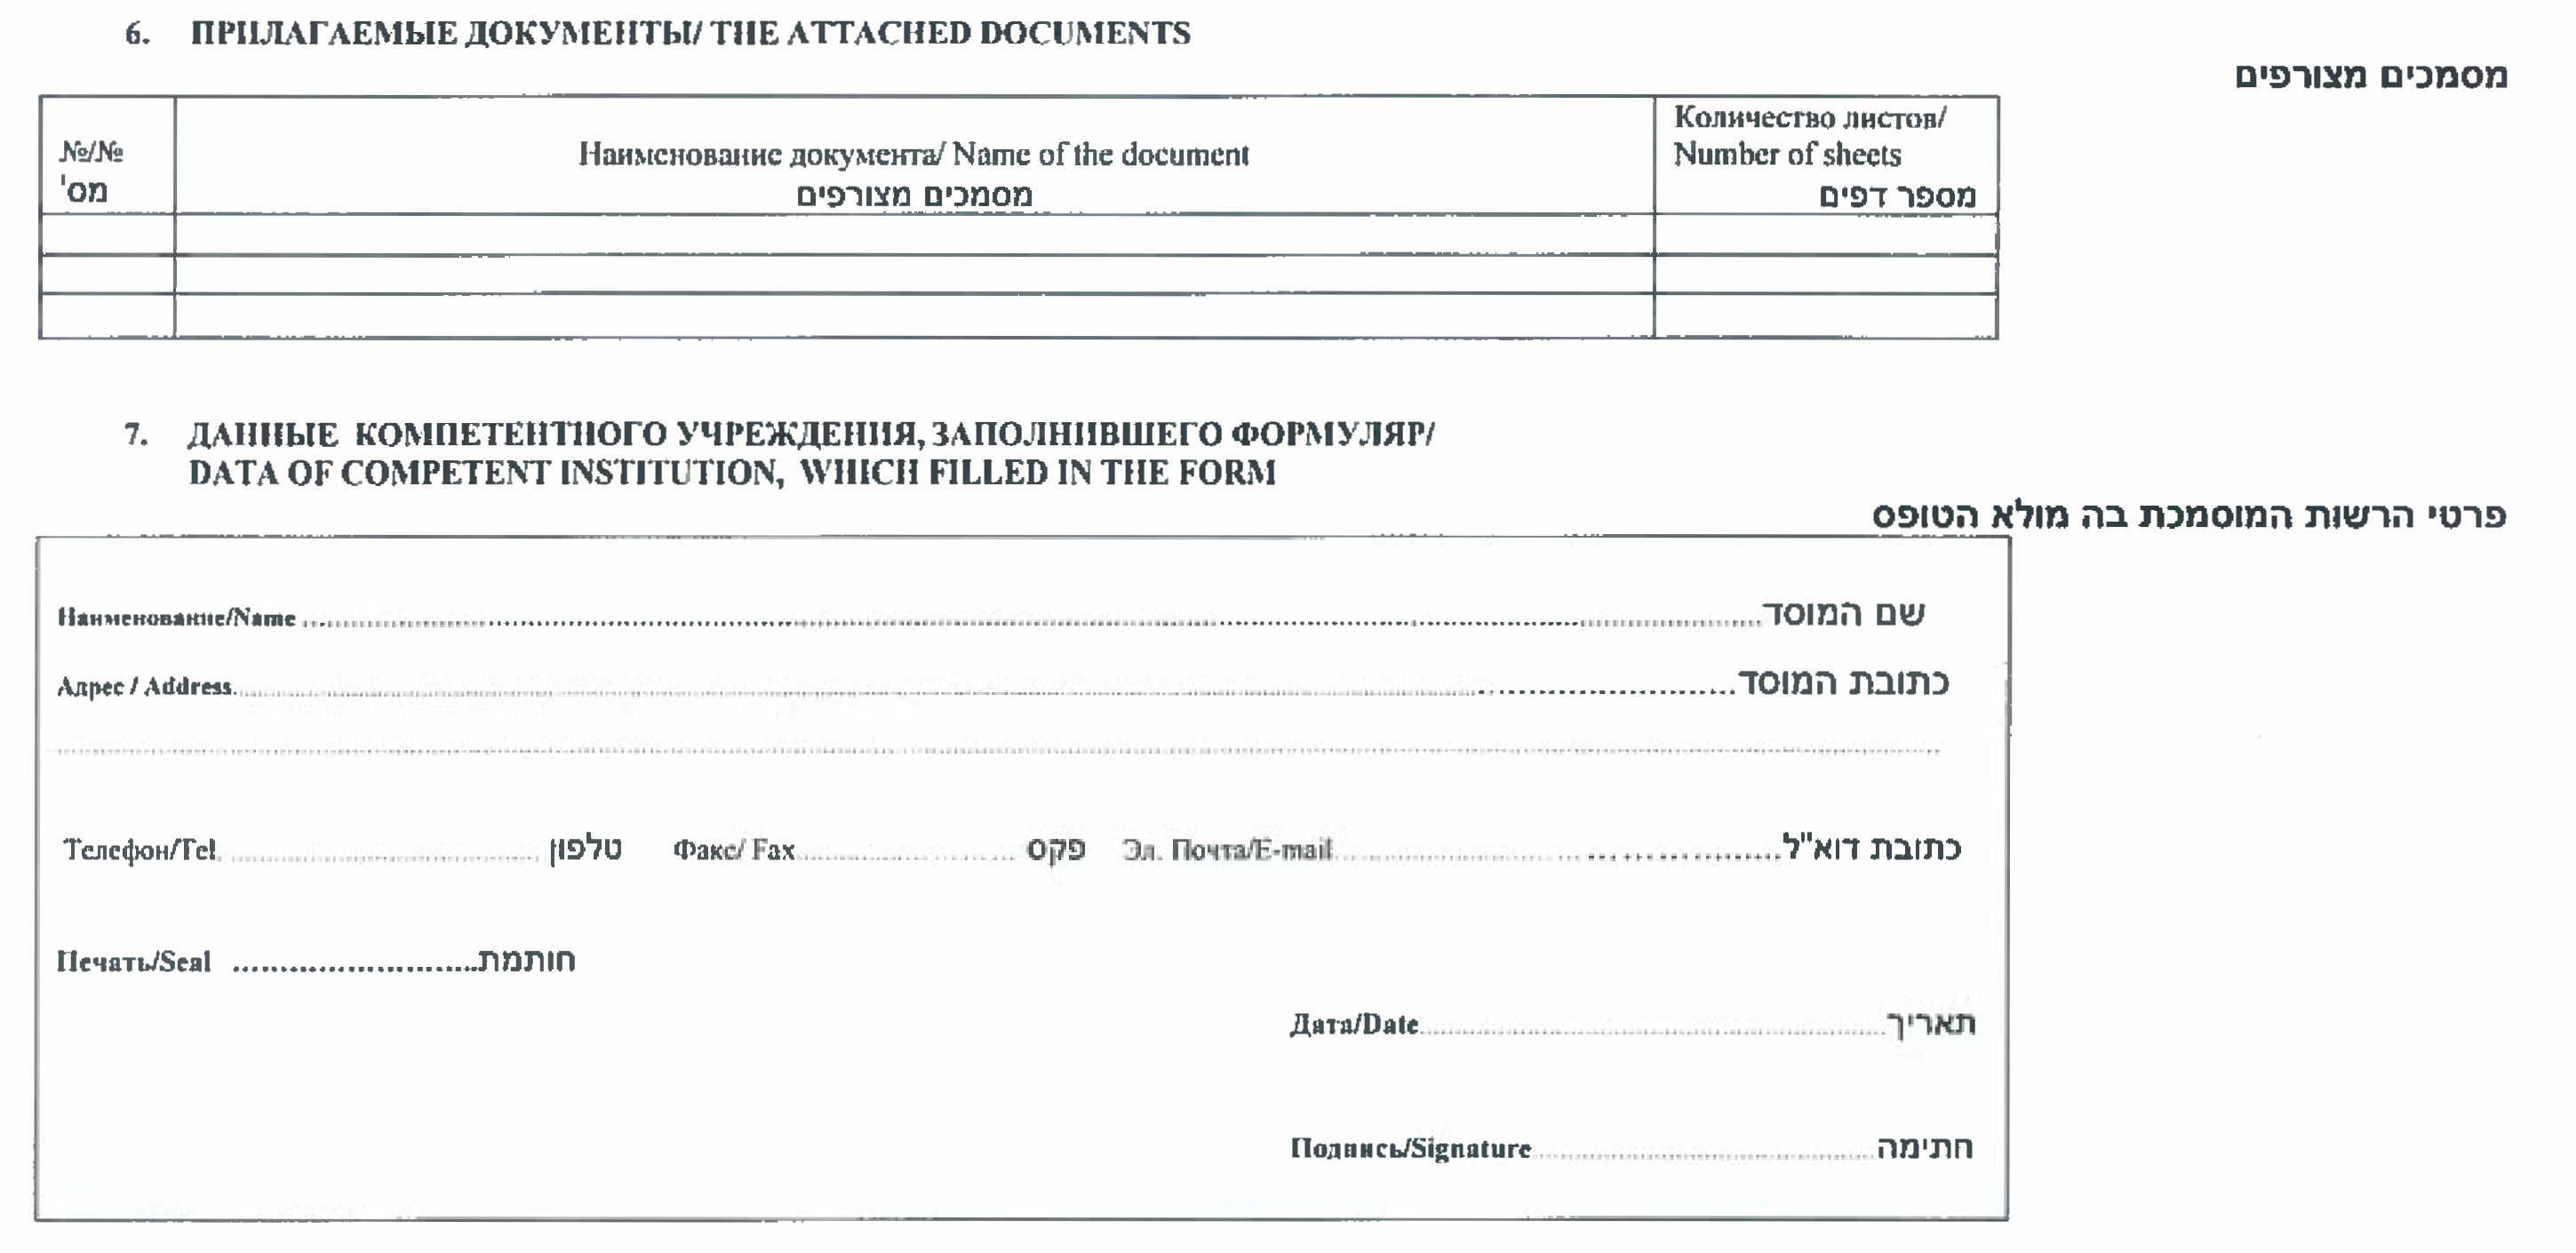 6. ПРИЛАГАЕМЫЕ ДОКУМЕНТЫ/ THE ATTACHED DOCUMENTS
מסמכים מצורפים
№/№
מס'
Наименование документа/ Name of the document
מסמכים מצורפים
Количество листов/
Number of sheets
מספר דפים
7. ДАННЫЕ КОМПЕТЕНТНОГО УЧРЕЖДЕНИЯ, ЗАПОЛНИВШЕГО ФОРМУЛЯР/
DATA OF COMPETENT INSTITUTION, WHICH FILLED IN THE FORM
פרטי הרשות המוסמכת בה מולא הטופס
Наименование/Name ........................ שם המוסד
Адрес / Address........................ כתובת המוסד
Телефон/Tel. ............ טלפון Факс/ Fax............ פקס Эл. Почта/E-mail............ כתובת דוא"ל
Печать/Seal ............ חותמת
Дата/Date............ תאריך
Подпись/Signature............ חתימה